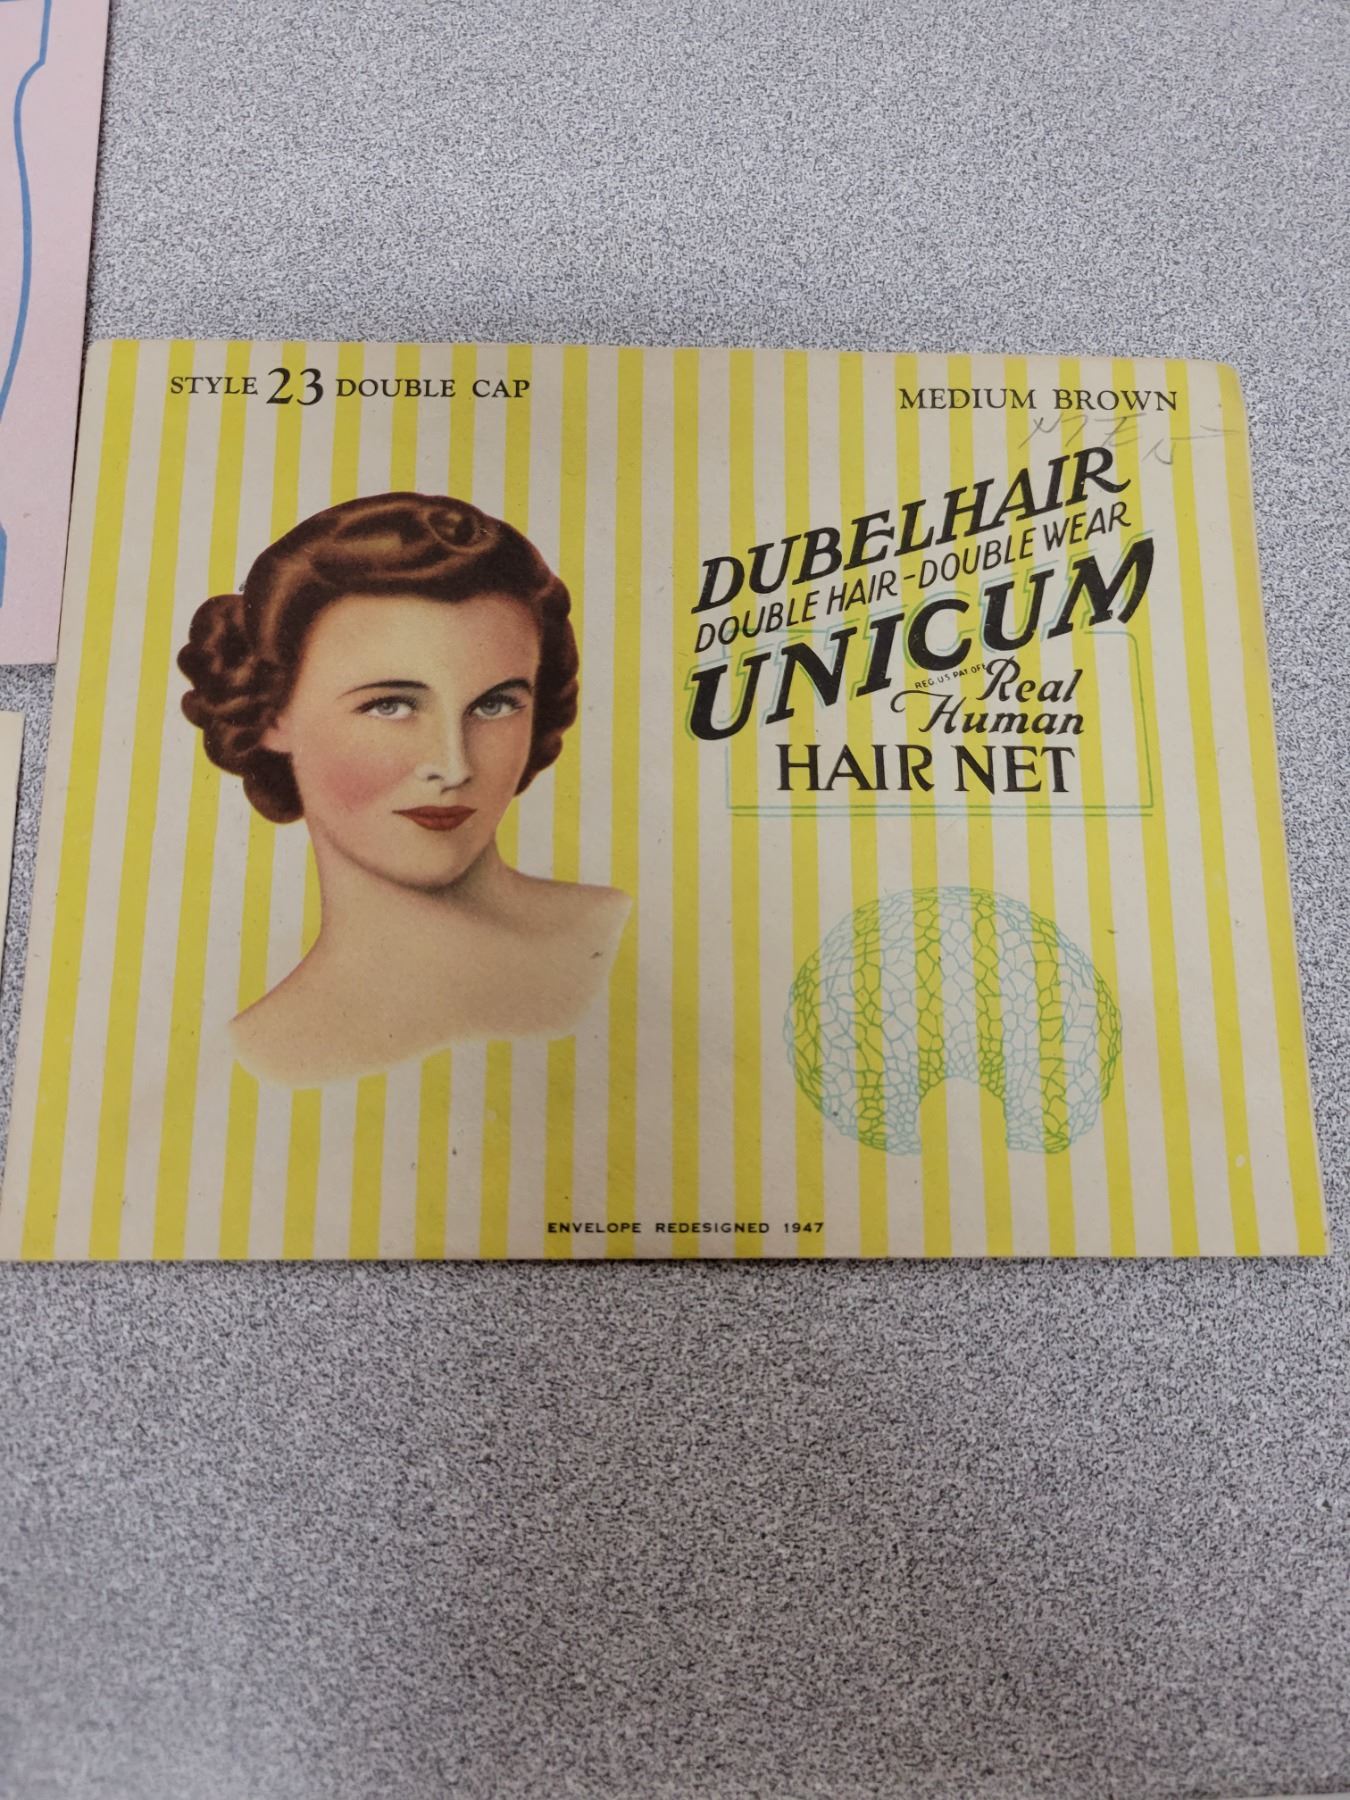 STYLE 23 DOUBLE CAP
MEDIUM BROWN
DUBELHAIR
DOUBLE HAIR-DOUBLE WEAR
UNICUM
REG. US PAT OFF.
Real
Human
HAIR NET
ENVELOPE REDESIGNED 1947